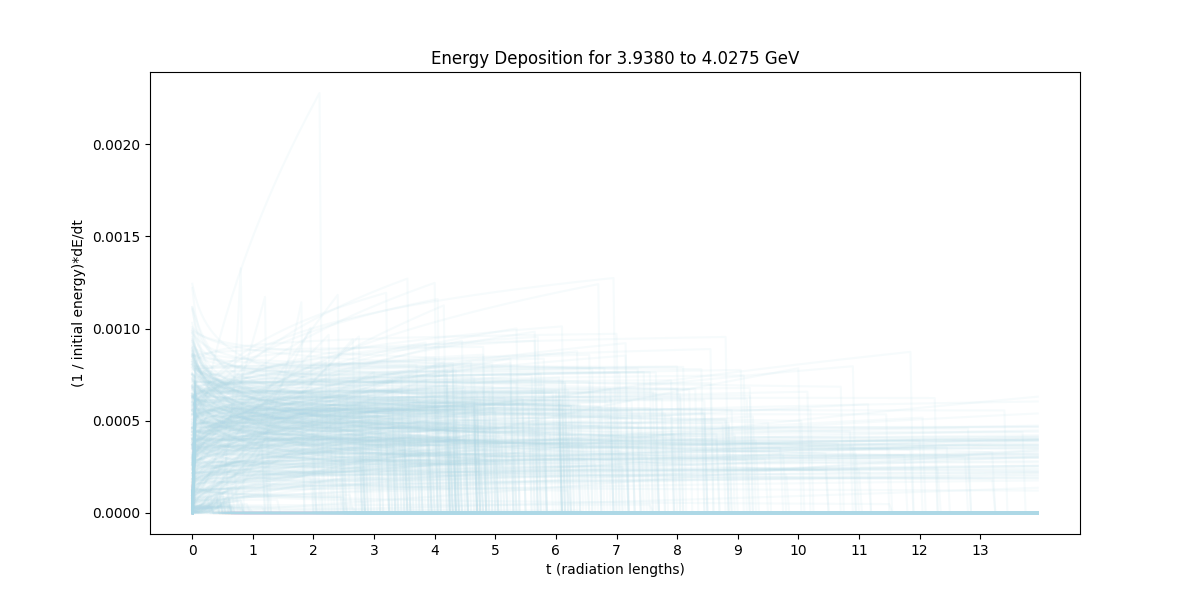 Energy Deposition for 3.9380 to 4.0275 GeV
(1 / initial energy)*dE/dt
0.0020
0.0015
0.0010
0.0005
0.0000
0 1 2 3 4 5 6 7 8 9 10 11 12 13
t (radiation lengths)